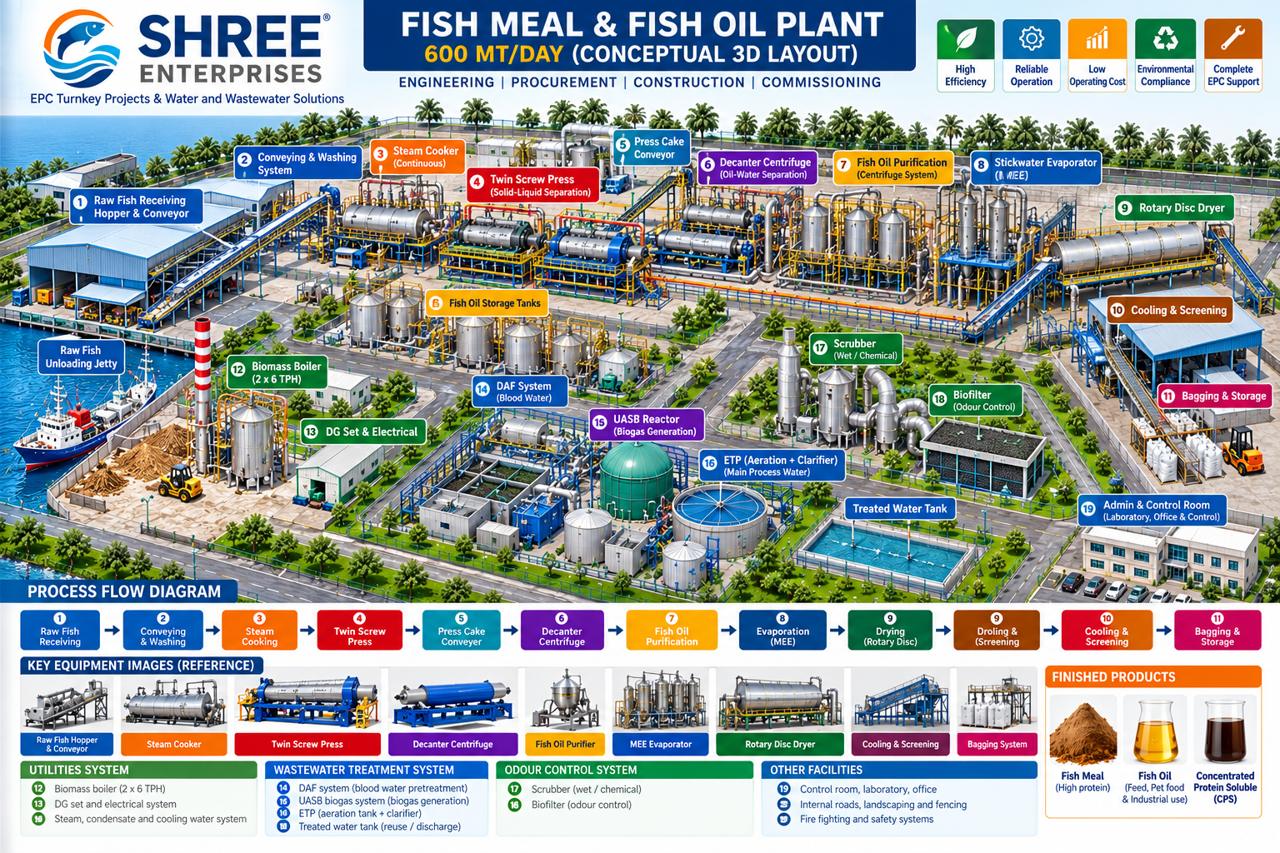 SHREE®
ENTERPRISES
EPC Turnkey Projects & Water and Wastewater Solutions
FISH MEAL & FISH OIL PLANT
600 MT/DAY (CONCEPTUAL 3D LAYOUT)
ENGINEERING | PROCUREMENT | CONSTRUCTION | COMMISSIONING
High
Efficiency
Reliable
Operation
Low
Operating Cost
Environmental
Compliance
Complete
EPC Support
1 Raw Fish Receiving
Hopper & Conveyor
2 Conveying & Washing
System
3 Steam Cooker
(Continuous)
4 Twin Screw Press
(Solid-Liquid Separation)
5 Press Cake
Conveyor
6 Decanter Centrifuge
(Oil-Water Separation)
7 Fish Oil Purification
(Centrifuge System)
8 Stickwater Evaporator
MEE)
9 Rotary Disc Dryer
Fish Oil Storage Tanks
10 Cooling & Screening
Raw Fish
Unloading Jetty
12 Biomass Boiler
(2 x 6 TPH)
17 Scrubber
(Wet / Chemical)
14 DAF System
(Blood Water)
18 Biofilter
(Odour Control)
11 Bagging & Storage
13 DG Set & Electrical
15 UASB Reactor
(Biogas Generation)
16 ETP (Aeration + Clarifier)
(Main Process Water)
Treated Water Tank
19 Admin & Control Room
(Laboratory, Office & Control)
PROCESS FLOW DIAGRAM
1
Raw Fish
Receiving
2
Conveying
& Washing
3
Steam
Cooking
4
Twin Screw
Press
5
Press Cake
Conveyer
6
Decanter
Centrifuge
7
Fish Oil
Purification
8
Evaporation
(MEE)
9
Drying
(Rotary Disc)
9
Droling &
(Srreening
10
Cooling &
Screening
11
Bagging &
Storage
KEY EQUIPMENT IMAGES (REFERENCE)
Raw Fish Hopper
& Conveyor
Steam Cooker
Twin Screw Press
Decanter Centrifuge
Fish Oil Purifier
MEE Evaporator
Rotary Disc Dryer
Cooling & Screening
Bagging System
FINISHED PRODUCTS
Fish Meal
(High protein)
Fish Oil
(Feed, Pet food
& Industrial use)
Concentrated
Protein Soluble
(CPS)
UTILITIES SYSTEM
12 Biomass boiler (2 x 6 TPH)
13 DG set and electrical system
Steam, condensate and cooling water system
WASTEWATER TREATMENT SYSTEM
14 DAF system (blood water pretreatment)
15 UASB biogas system (biogas generation)
ETP (aeration tank + clarifier)
Treated water tank (reuse / discharge)
ODOUR CONTROL SYSTEM
17 Scrubber (wet / chemical)
Biofilter (odour control)
OTHER FACILITIES
19 Control room, laboratory, office
Internal roads, landscaping and fencing
Fire fighting and safety systems